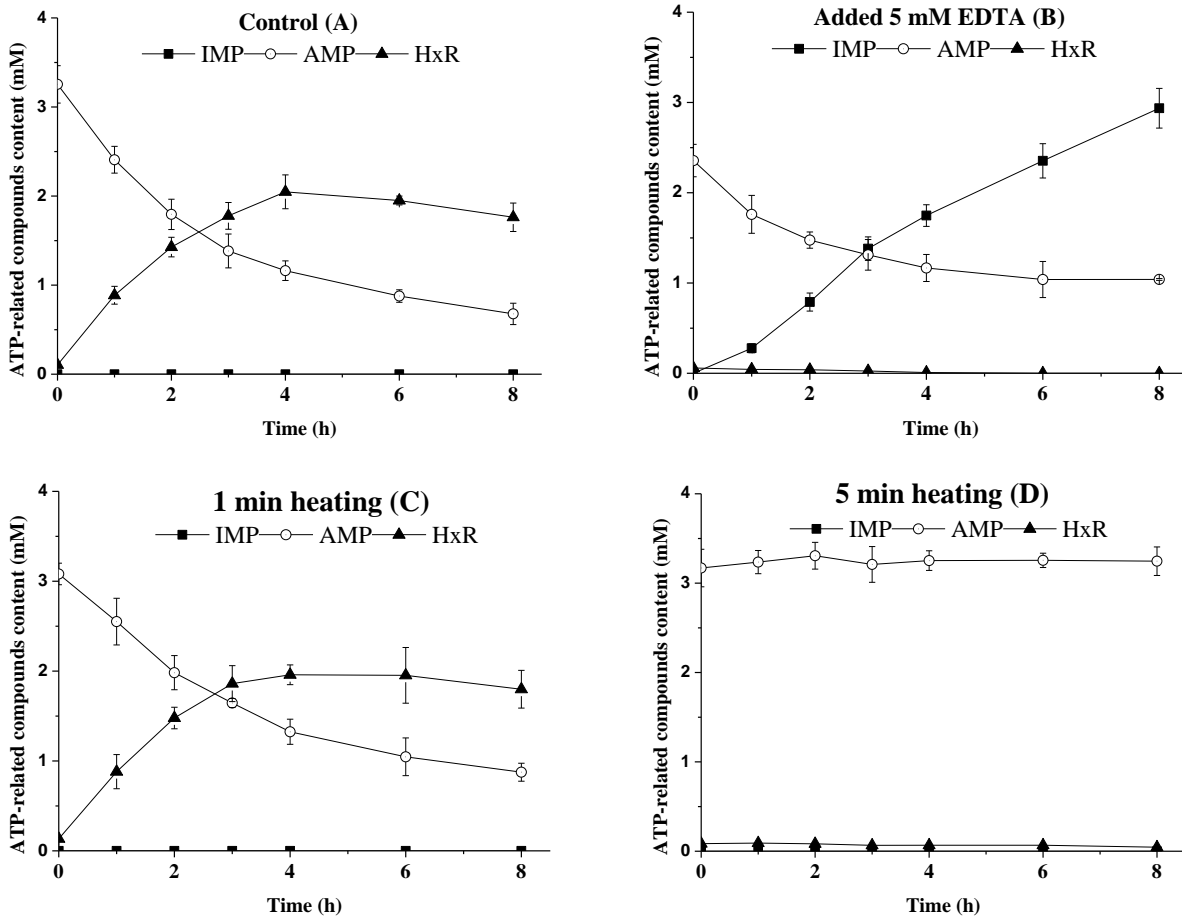 Control (A)
IMP AMP HxR
ATP-related compounds content (mM)
4
3
2
1
0
0 2 4 6 8
Time (h)
Added 5 mM EDTA (B)
IMP AMP HxR
ATP-related compounds content (mM)
4
3
2
1
0
0 2 4 6 8
Time (h)
1 min heating (C)
IMP AMP HxR
ATP-related compounds content (mM)
4
3
2
1
0
0 2 4 6 8
Time (h)
5 min heating (D)
IMP AMP HxR
ATP-related compounds content (mM)
4
3
2
1
0
0 2 4 6 8
Time (h)